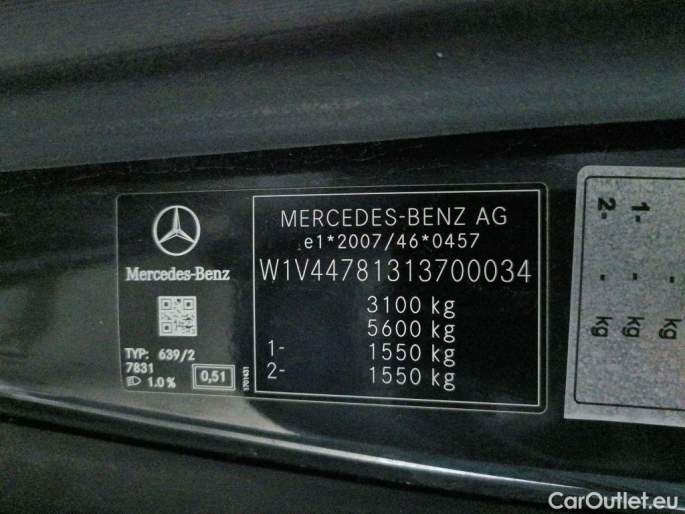 MERCEDES-BENZ AG
e1*2007/46*0457
W1V44781313700034
3100 kg
5600 kg
1- 1550 kg
2- 1550 kg
Mercedes-Benz
TYP: 639/2
7831
1.0 %
0,51
1701431
1- - kg
2- - kg
kg
CarOutlet.eu